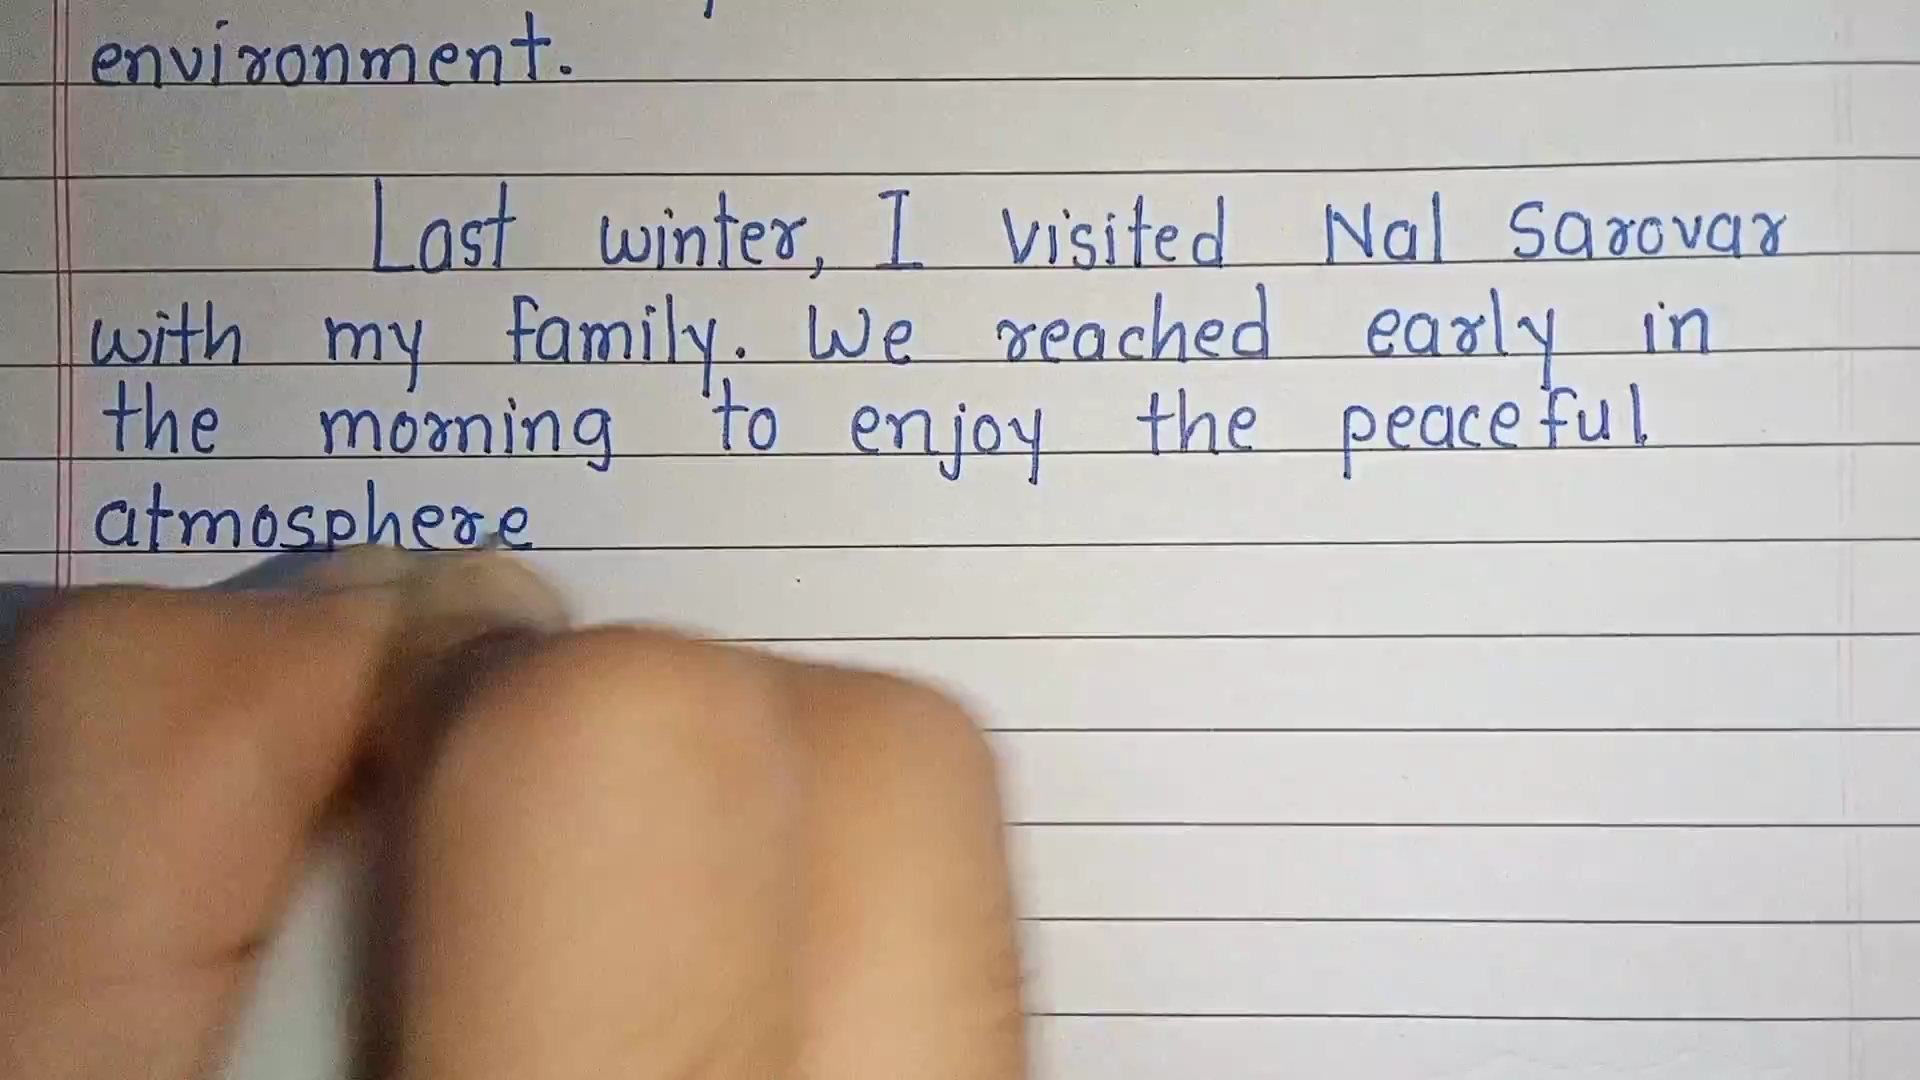 environment.
Last winter, I visited Nal Sarovar
with my family. We reached early in
the morning to enjoy the peaceful
atmosphere